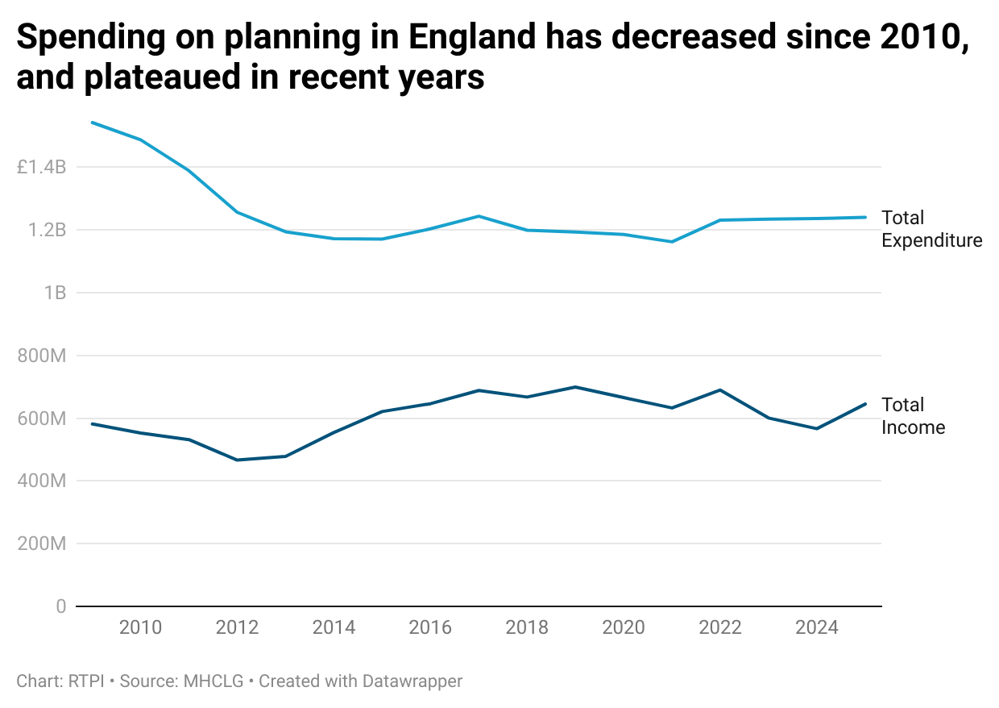 Spending on planning in England has decreased since 2010,
and plateaued in recent years
£1.4B
1.2B
1B
800M
600M
400M
200M
0
Total
Expenditure
Total
Income
2010 2012 2014 2016 2018 2020 2022 2024
Chart: RTPI • Source: MHCLG • Created with Datawrapper